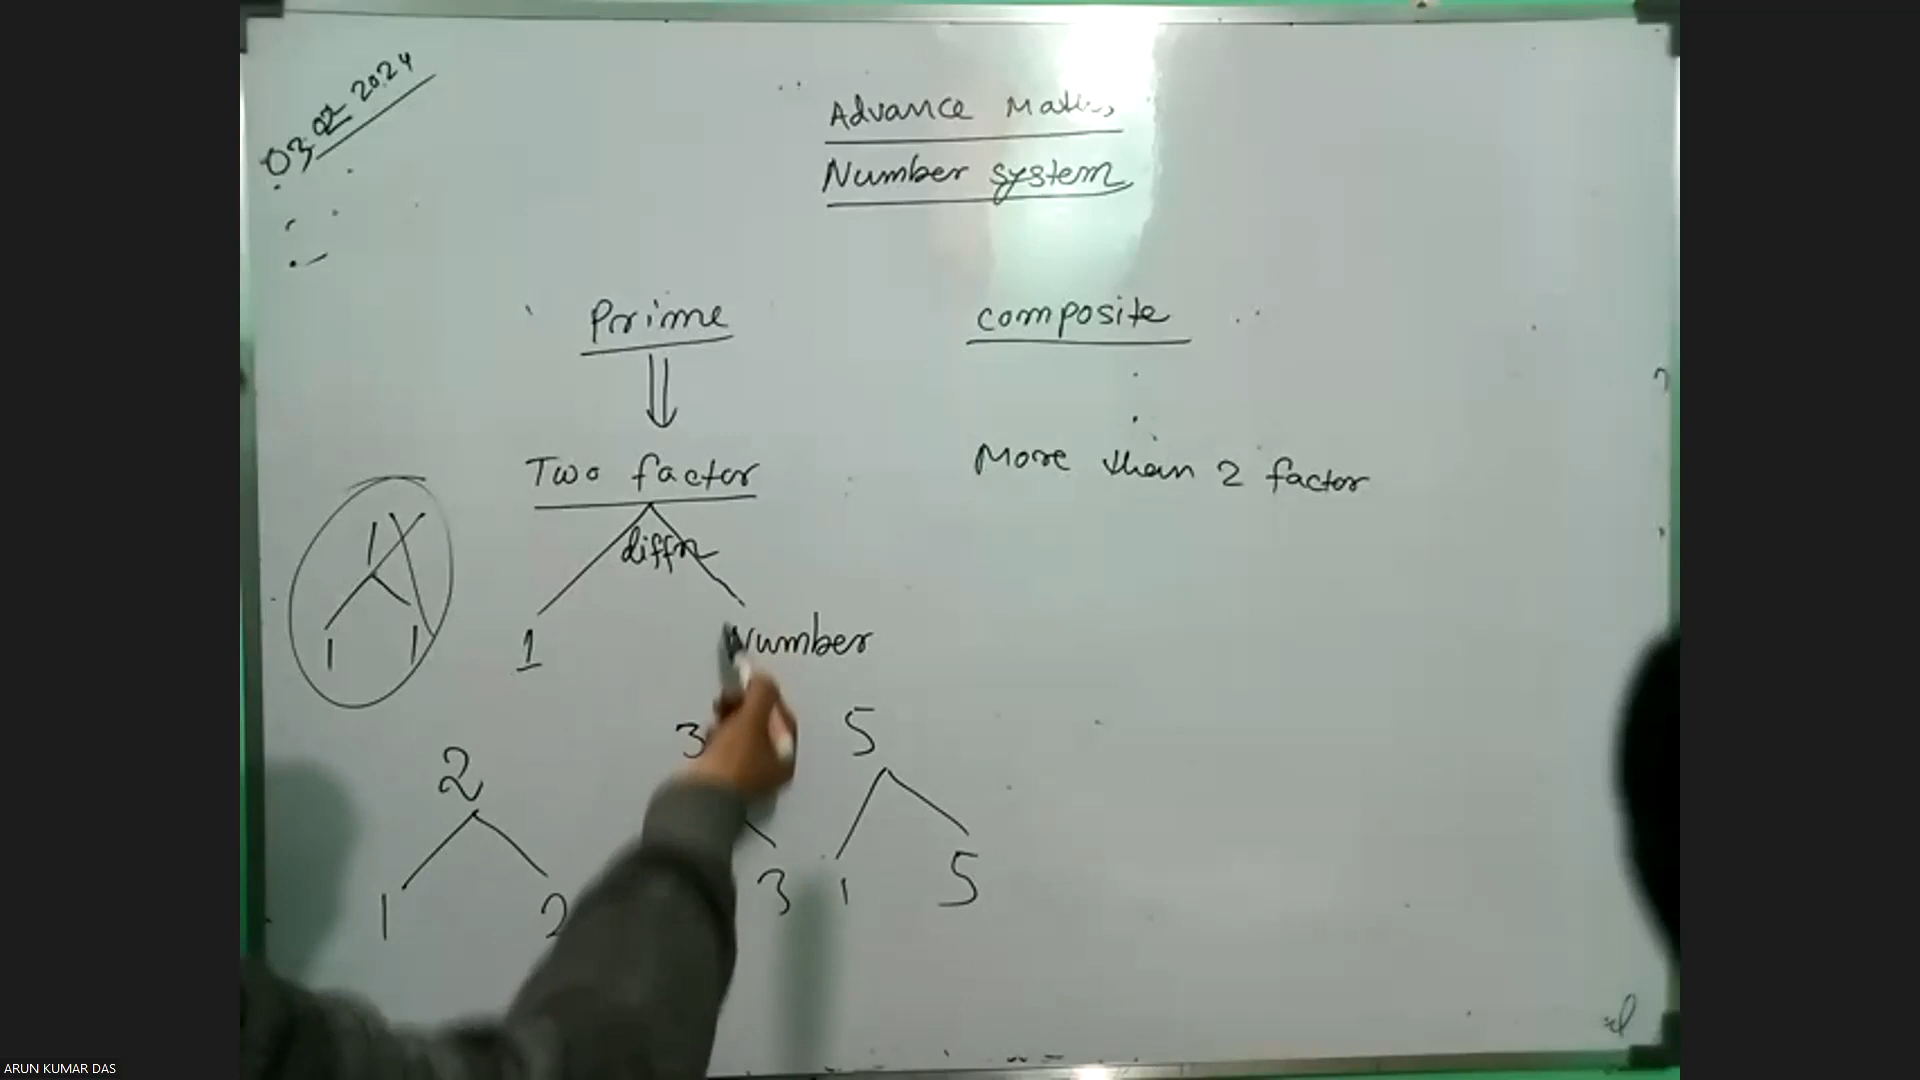 03.02 2024
Advance Maths
Number system
Prime
composite
Two factor
More than 2 factor
diffn
1
1 1
1
Number
2
3
5
1 2
3
1 5
ARUN KUMAR DAS